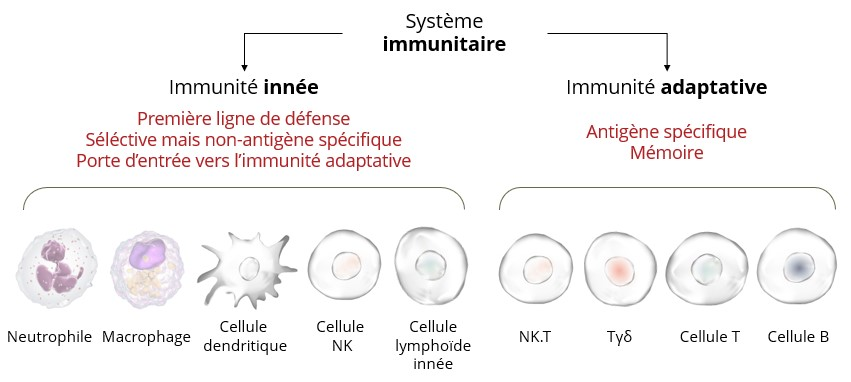 Système
immunitaire
Immunité innée
Immunité adaptative
Première ligne de défense
Séléctive mais non-antigène spécifique
Porte d’entrée vers l’immunité adaptative
Antigène spécifique
Mémoire
Neutrophile
Macrophage
Cellule
dendritique
Cellule
NK
Cellule
lymphoïde
innée
NK.T
Tγδ
Cellule T
Cellule B